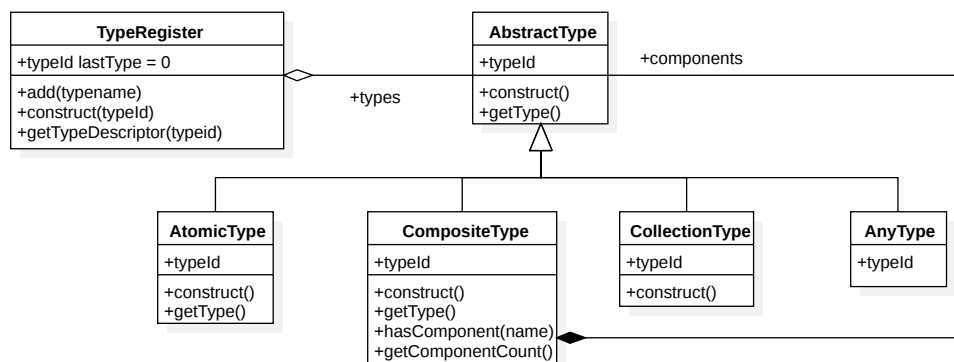 TypeRegister
+typeId lastType = 0
+add(typename)
+construct(typeId)
+getTypeDescriptor(typeid)
+types
AbstractType
+typeId
+construct()
+getType()
+components
AtomicType
+typeId
+construct()
+getType()
CompositeType
+typeId
+construct()
+getType()
+hasComponent(name)
+getComponentCount()
CollectionType
+typeId
+construct()
AnyType
+typeId